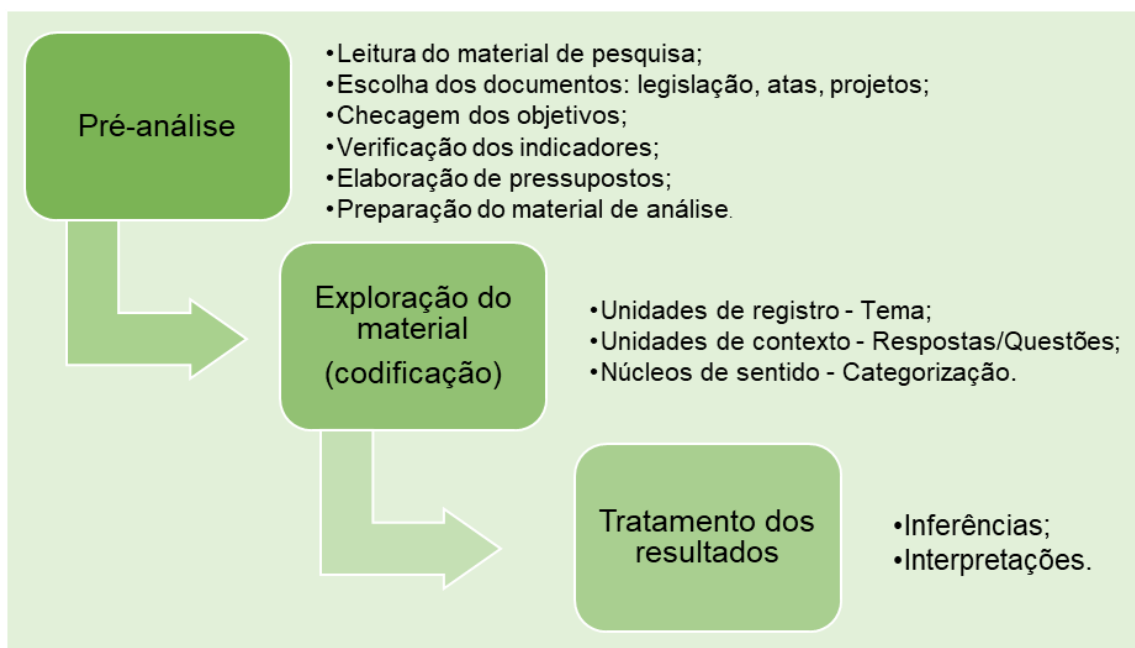 Pré-análise
•Leitura do material de pesquisa;
•Escolha dos documentos: legislação, atas, projetos;
•Checagem dos objetivos;
•Verificação dos indicadores;
•Elaboração de pressupostos;
•Preparação do material de análise.
Exploração do
material
(codificação)
•Unidades de registro - Tema;
•Unidades de contexto - Respostas/Questões;
•Núcleos de sentido - Categorização.
Tratamento dos
resultados
•Inferências;
•Interpretações.